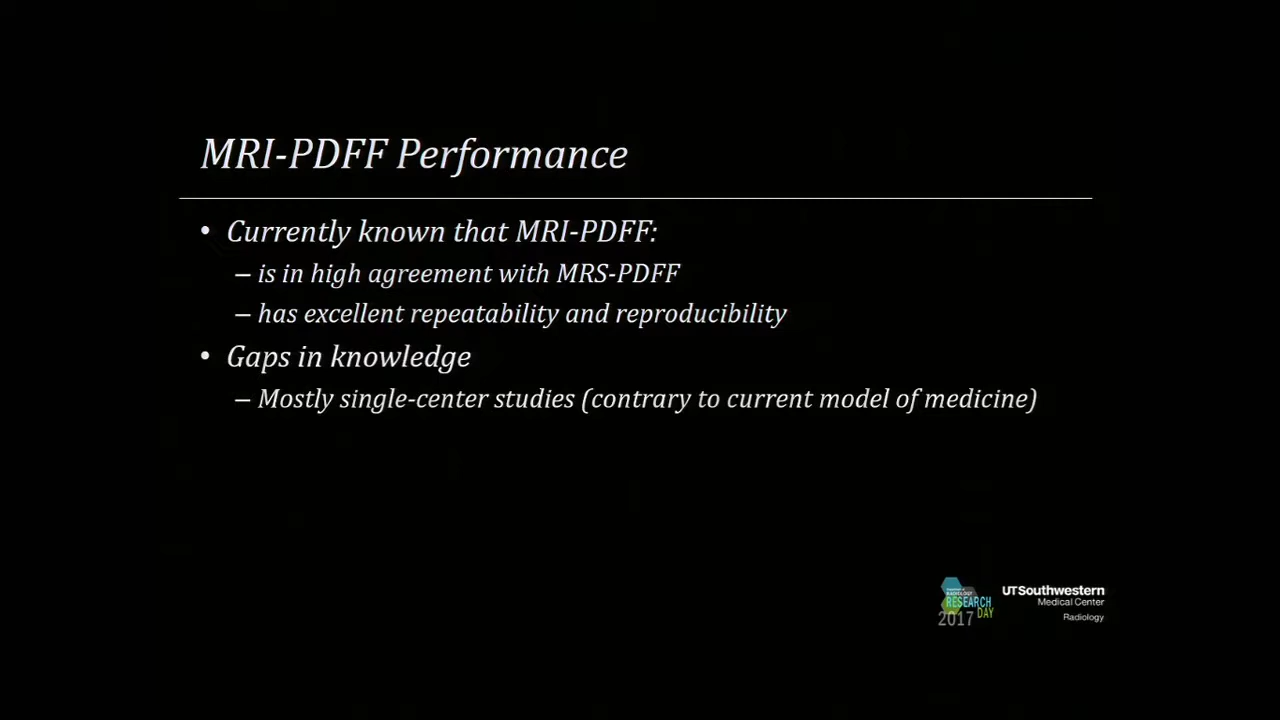 MRI-PDFF Performance
• Currently known that MRI-PDFF:
– is in high agreement with MRS-PDFF
– has excellent repeatability and reproducibility
• Gaps in knowledge
– Mostly single-center studies (contrary to current model of medicine)
RADIOLOGY
RESEARCH
DAY
2017
UTSouthwestern
Medical Center
Radiology